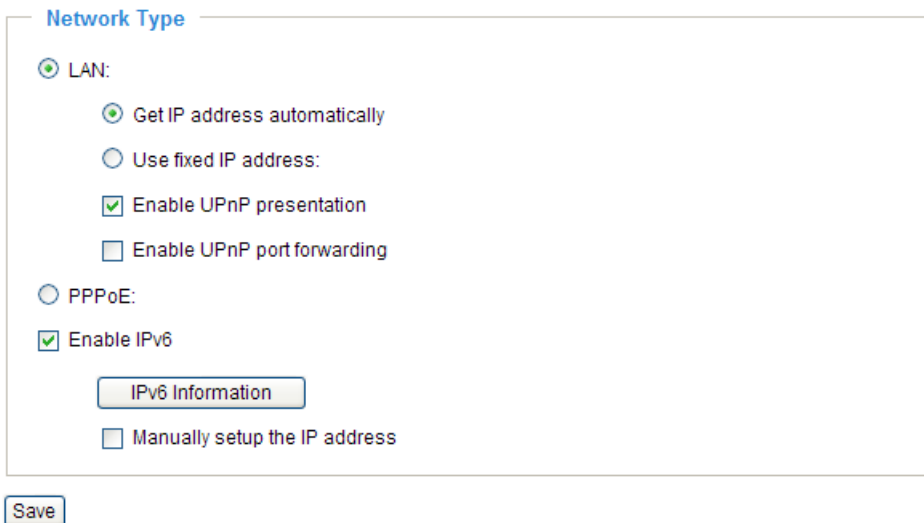 Network Type
LAN:
Get IP address automatically
Use fixed IP address:
Enable UPnP presentation
Enable UPnP port forwarding
PPPoE:
Enable IPv6
IPv6 Information
Manually setup the IP address
Save